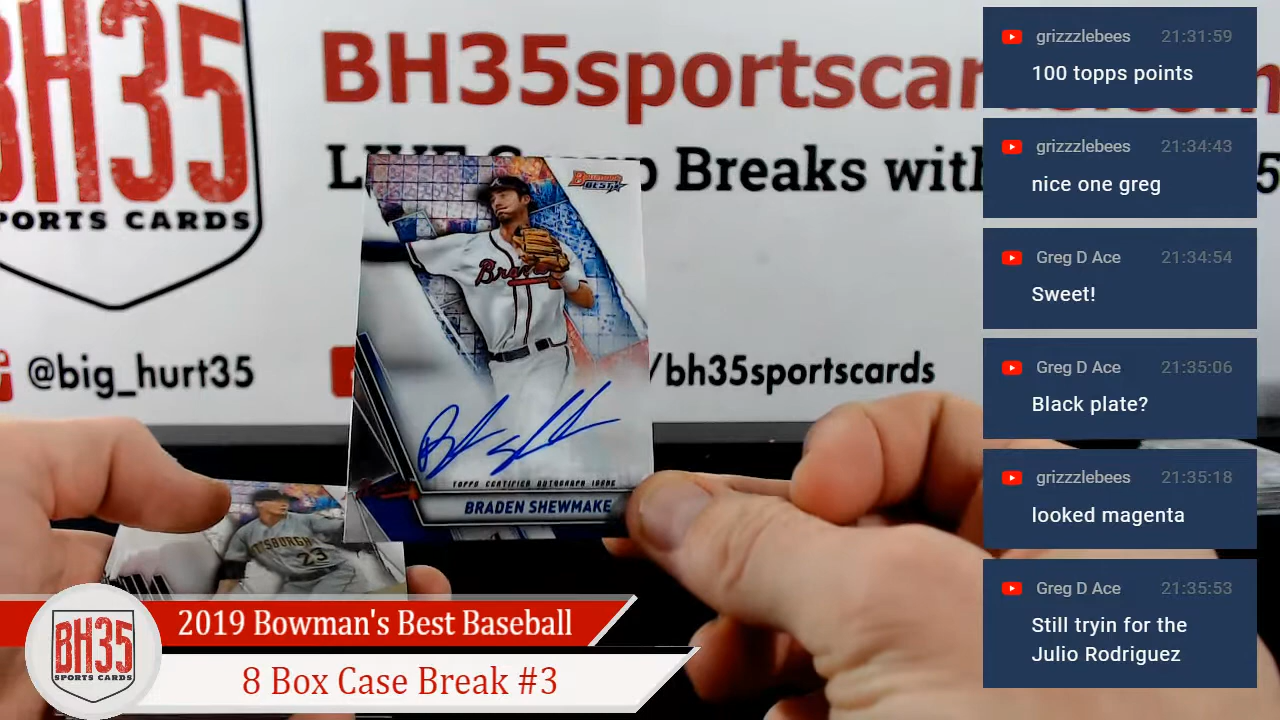 BH35
SPORTS CARDS
BH35sportscar
LIVE Group Breaks with
@big_hurt35
/bh35sportscards
Bowman's
BEST
Braves
TOPPS CERTIFIED AUTOGRAPH ISSUE
BRADEN SHEWMAKE
PITTSBURGH
23
BH35
SPORTS CARDS
2019 Bowman's Best Baseball
8 Box Case Break #3
grizzzlebees 21:31:59
100 topps points
grizzzlebees 21:34:43
nice one greg
Greg D Ace 21:34:54
Sweet!
Greg D Ace 21:35:06
Black plate?
grizzzlebees 21:35:18
looked magenta
Greg D Ace 21:35:53
Still tryin for the
Julio Rodriguez